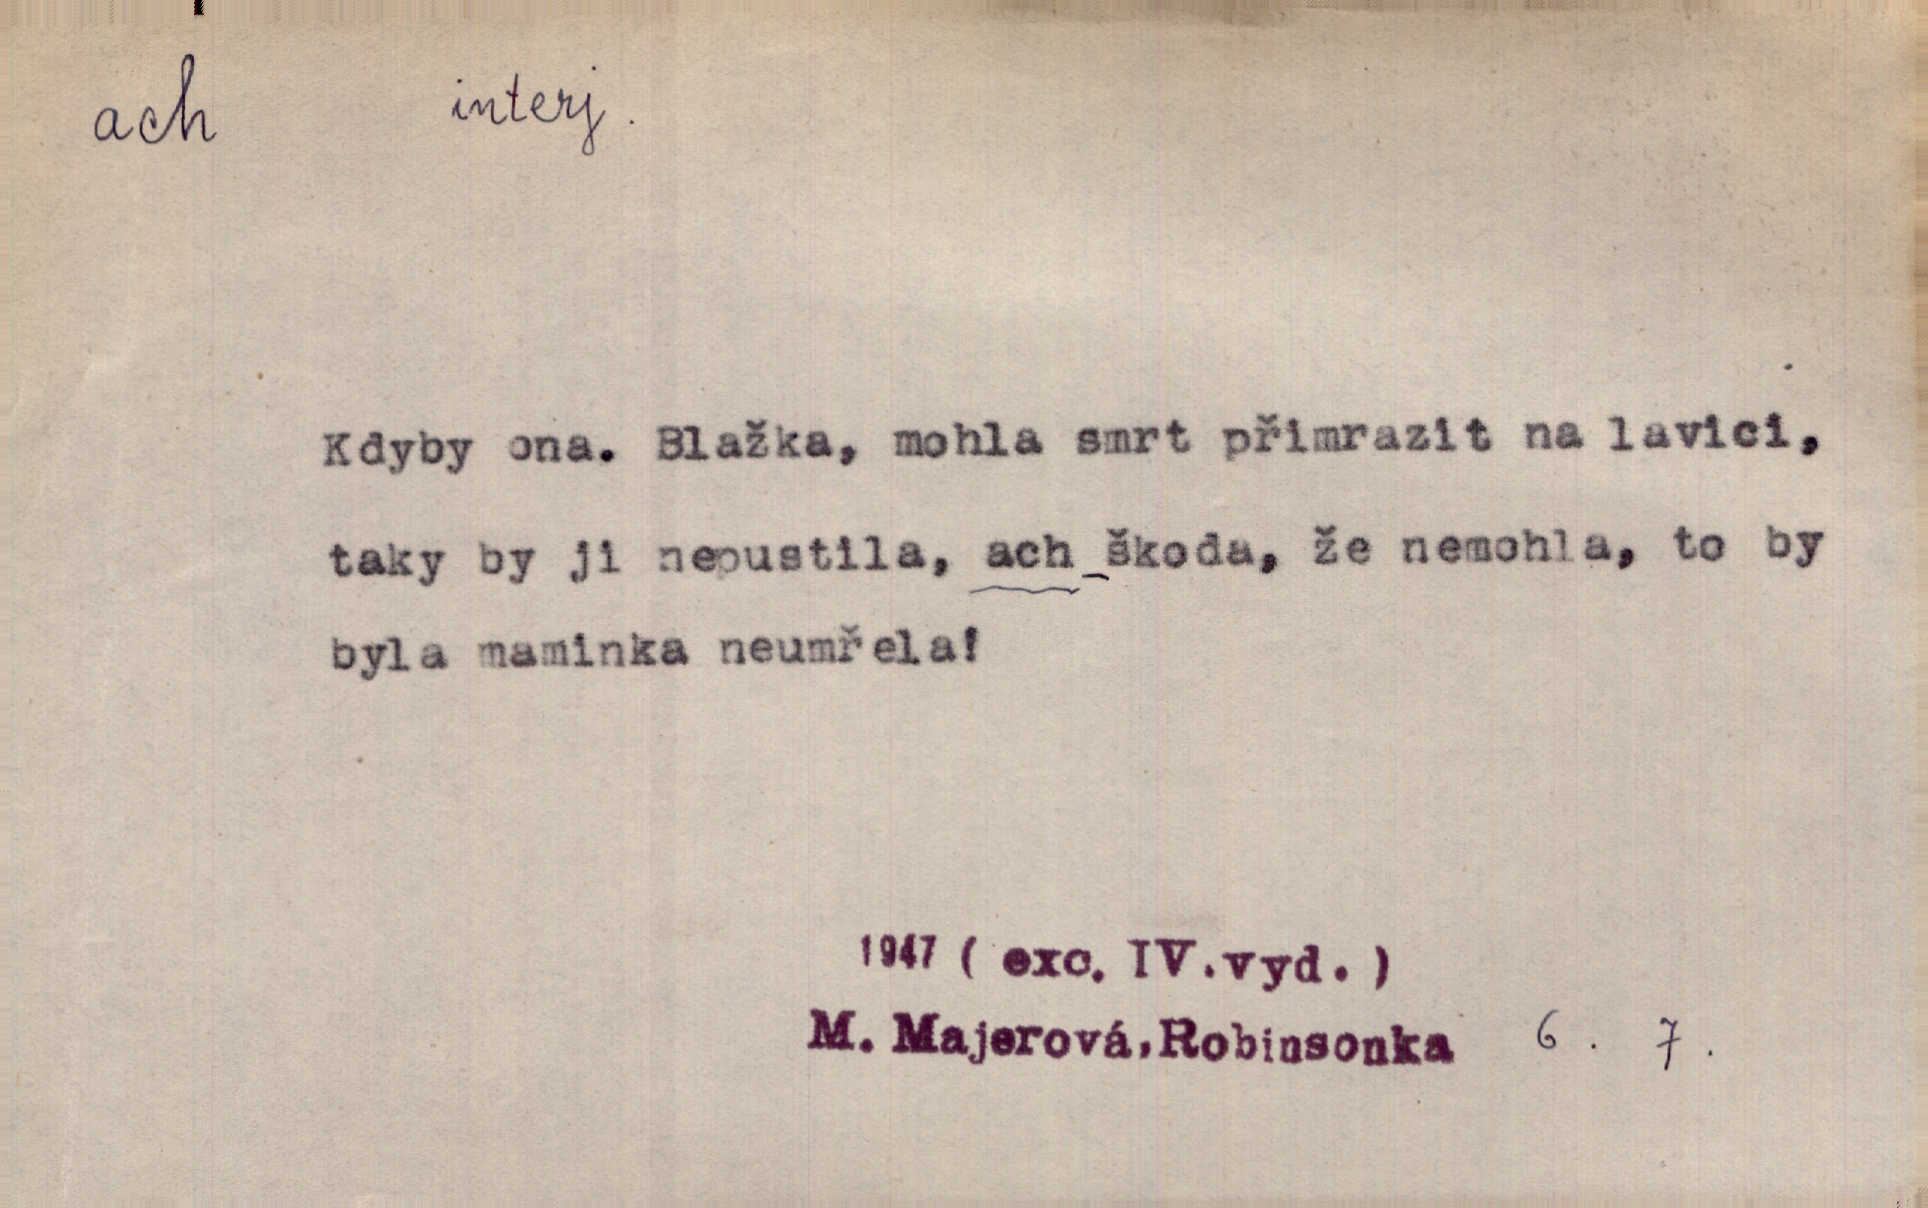 ach interj.
Kdyby ona. Blažka, mohla smrt přimrazit na lavici,
taky by ji nepustila, ach škoda, že nemohla, to by
byla maminka neumřela!
1947 ( exc. IV.vyd. )
M. Majerová,Robinsonka 6. 7.